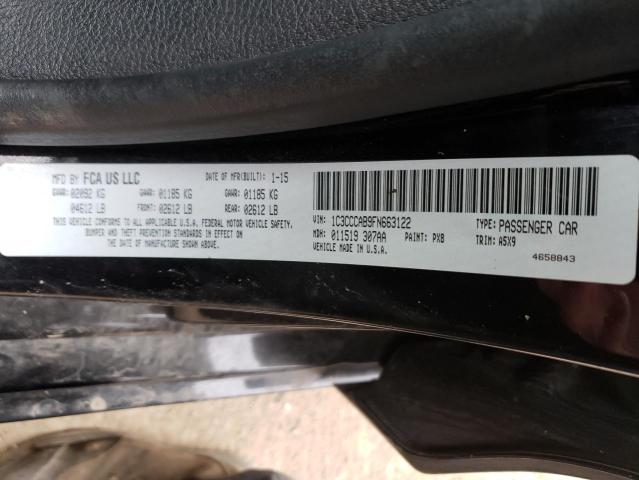 MFD BY FCA US LLC DATE OF MFR(BUILT): 1-15
GVWR: 02092 KG GAWR: 01185 KG GAWR: 01185 KG
04612 LB FRONT: 02612 LB REAR: 02612 LB
THIS VEHICLE CONFORMS TO ALL APPLICABLE U.S.A. FEDERAL MOTOR VEHICLE SAFETY,
BUMPER AND THEFT PREVENTION STANDARDS IN EFFECT ON
THE DATE OF MANUFACTURE SHOWN ABOVE.
VIN: 1C3CCCAB9FN663122 TYPE: PASSENGER CAR
MDH: 011519 307AA PAINT: PX8 TRIM: A5X9
VEHICLE MADE IN U.S.A. 4658843